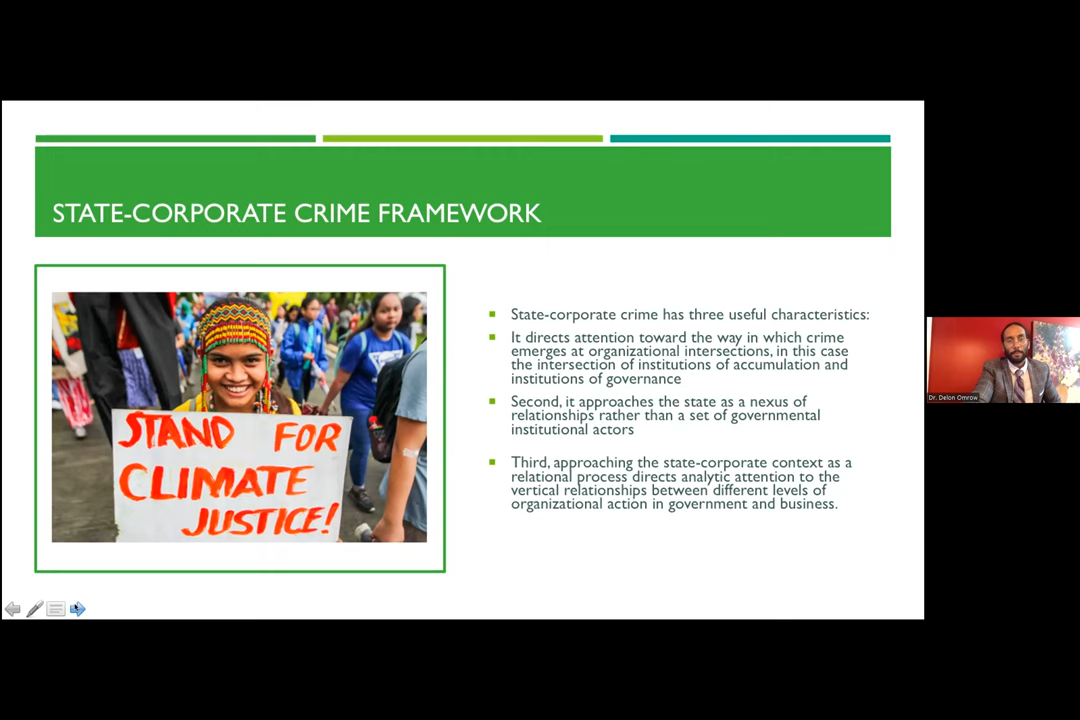 STATE-CORPORATE CRIME FRAMEWORK
STAND FOR
CLIMATE
JUSTICE!
State-corporate crime has three useful characteristics:
It directs attention toward the way in which crime
emerges at organizational intersections, in this case
the intersection of institutions of accumulation and
institutions of governance
Second, it approaches the state as a nexus of
relationships rather than a set of governmental
institutional actors
Third, approaching the state-corporate context as a
relational process directs analytic attention to the
vertical relationships between different levels of
organizational action in government and business.
Dr. Delon Omrow